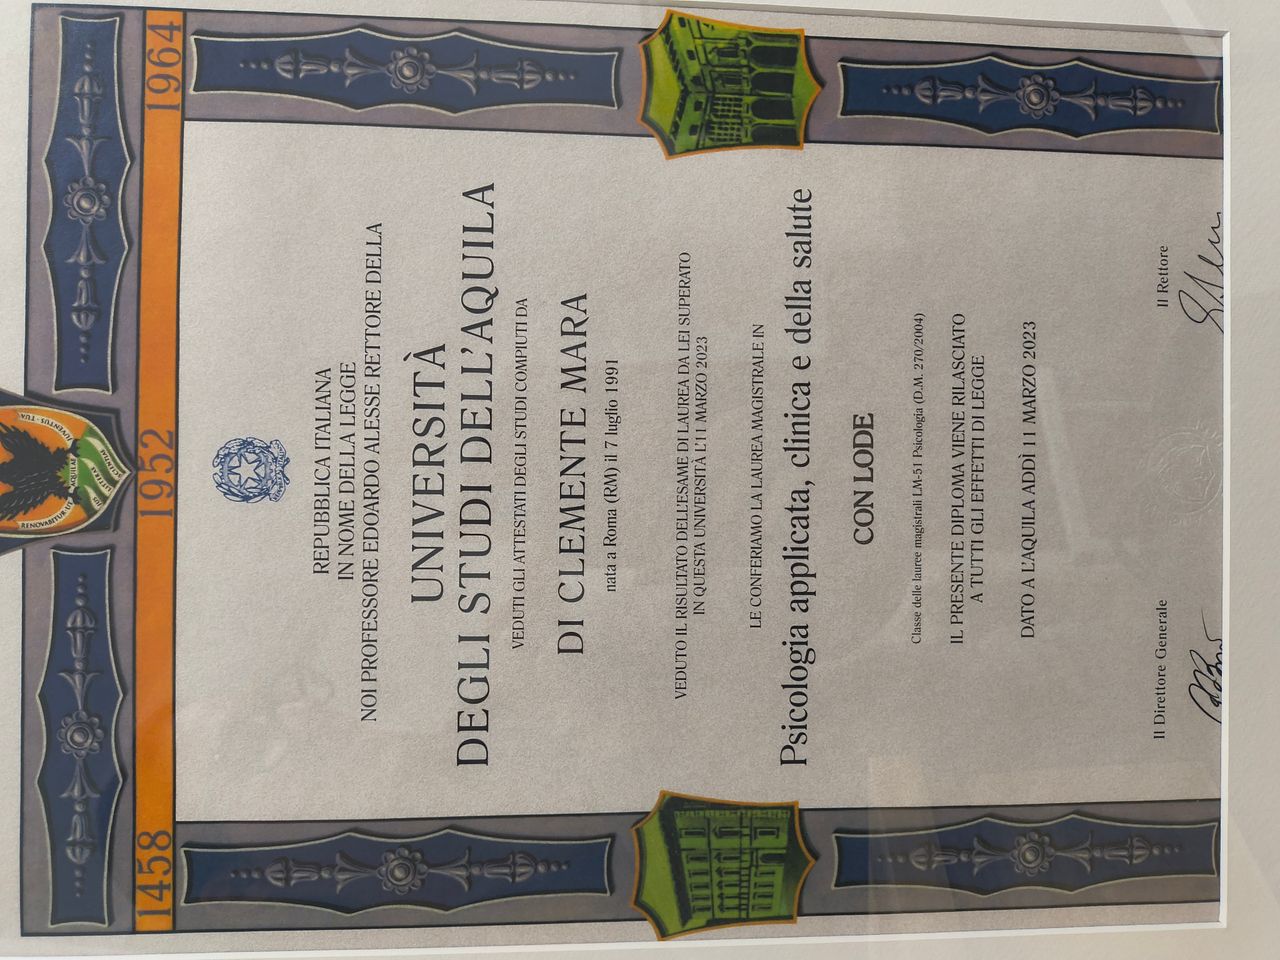 1458 1952 1964
REPUBBLICA ITALIANA
IN NOME DELLA LEGGE
NOI PROFESSORE EDOARDO ALESSE RETTORE DELLA
UNIVERSITÀ
DEGLI STUDI DELL'AQUILA
VEDUTI GLI ATTESTATI DEGLI STUDI COMPIUTI DA
DI CLEMENTE MARA
nata a Roma (RM) il 7 luglio 1991
VEDUTO IL RISULTATO DELL'ESAME DI LAUREA DA LEI SUPERATO
IN QUESTA UNIVERSITÀ L'11 MARZO 2023
LE CONFERIAMO LA LAUREA MAGISTRALE IN
Psicologia applicata, clinica e della salute
CON LODE
Classe delle lauree magistrali LM-51 Psicologia (D.M. 270/2004)
IL PRESENTE DIPLOMA VIENE RILASCIATO
A TUTTI GLI EFFETTI DI LEGGE
DATO A L'AQUILA ADDÌ 11 MARZO 2023
Il Direttore Generale Il Rettore